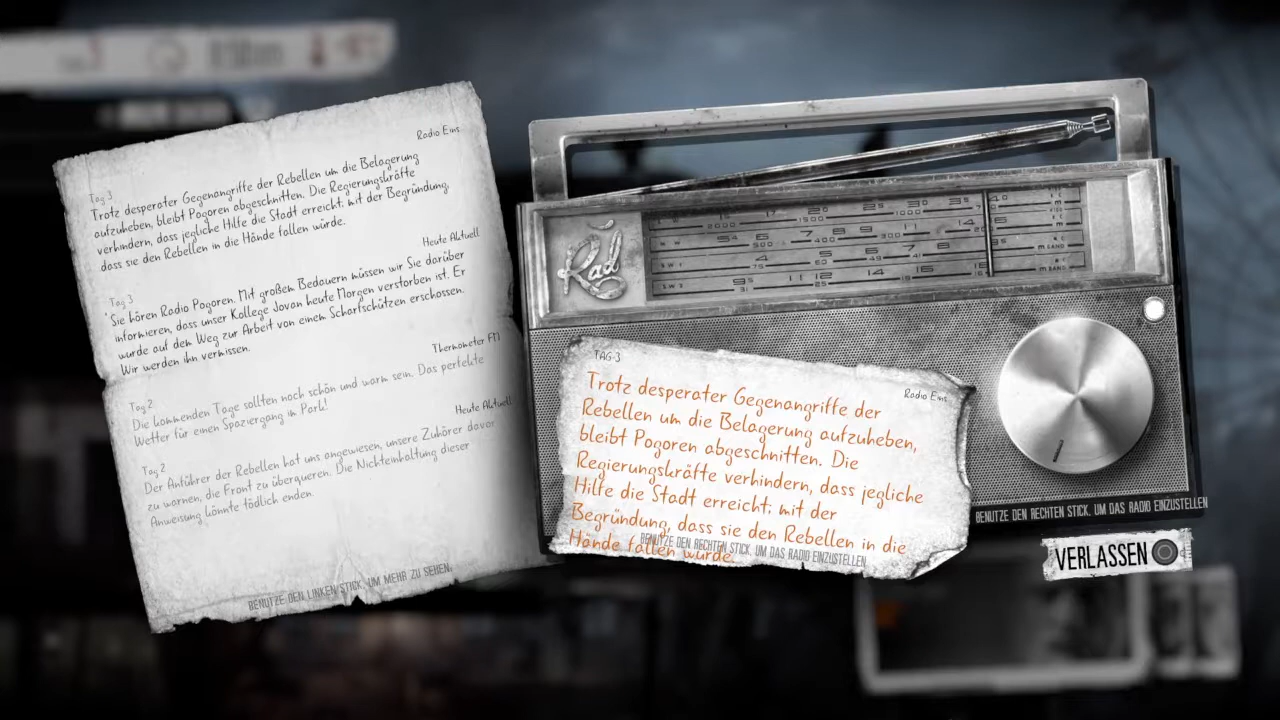 Radio Eins
Tag 3
Trotz desperater Gegenangriffe der Rebellen um die Belagerung
aufzuheben, bleibt Pogoren abgeschnitten. Die Regierungskräfte
verhindern, dass jegliche Hilfe die Stadt erreicht; mit der Begründung,
dass sie den Rebellen in die Hände fallen würde.
Heute Aktuell
Tag 3
Sie hören Radio Pogoren. Mit großen Bedauern müssen wir Sie darüber
informieren, dass unser Kollege Jovan heute Morgen verstorben ist. Er
wurde auf dem Weg zur Arbeit von einem Scharfschützen erschossen.
Wir werden ihn vermissen.
Thermometer FM
Tag 2
Die kommenden Tage sollten noch schön und warm sein. Das perfekte
Wetter für einen Spaziergang im Park!
Heute Aktuell
Tag 2
Der Anführer der Rebellen hat uns angewiesen, unsere Zuhörer davor
zu warnen, die Front zu überqueren. Die Nichteinhaltung dieser
Anweisung könnte tödlich enden.
BENUTZE DEN LINKEN STICK, UM MEHR ZU SEHEN.
Rad
TAG-3
Radio Eins
Trotz desperater Gegenangriffe der
Rebellen um die Belagerung aufzuheben,
bleibt Pogoren abgeschnitten. Die
Regierungskräfte verhindern, dass jegliche
Hilfe die Stadt erreicht; mit der
Begründung, dass sie den Rebellen in die
Hände fallen würde.
BENUTZE DEN RECHTEN STICK, UM DAS RADIO EINZUSTELLEN
BENUTZE DEN RECHTEN STICK, UM DAS RADIO EINZUSTELLEN
VERLASSEN